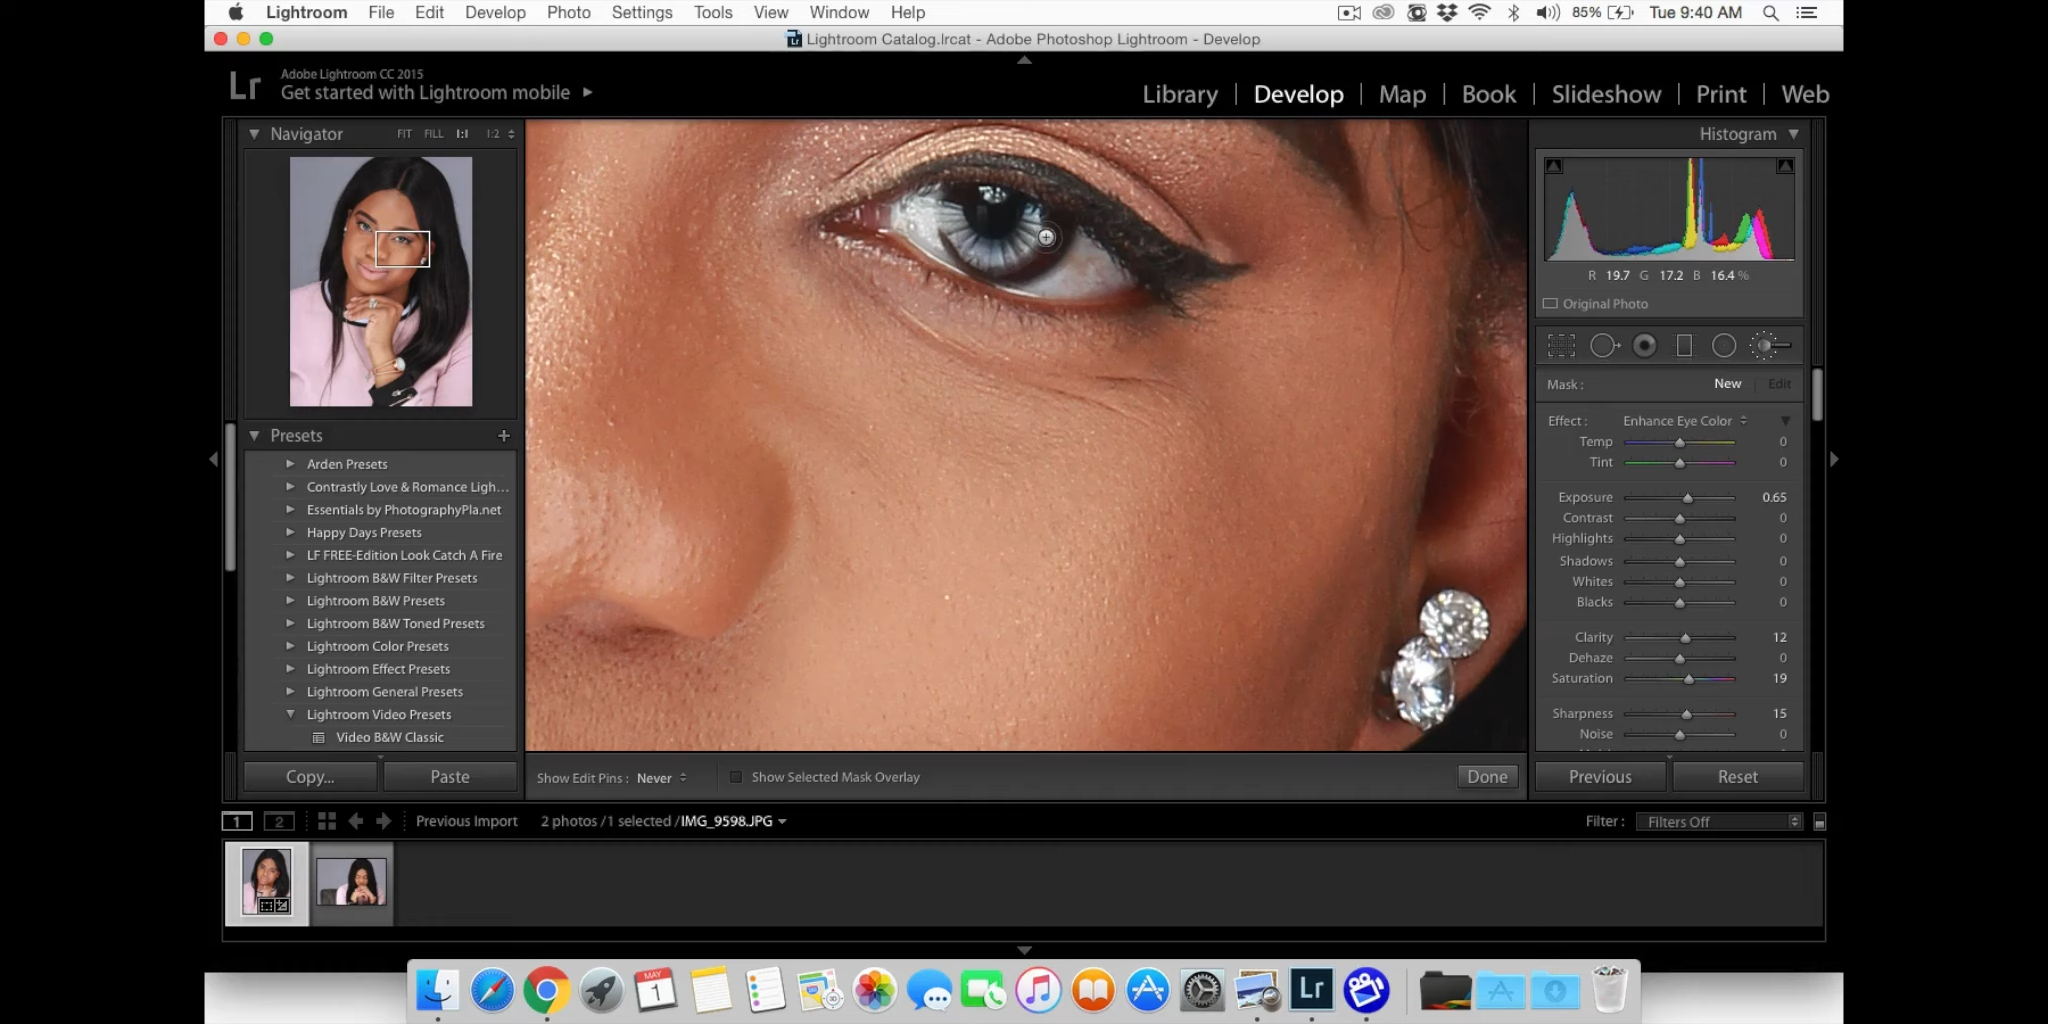 Lightroom File Edit Develop Photo Settings Tools View Window Help 85% Tue 9:40 AM
Lightroom Catalog.lrcat - Adobe Photoshop Lightroom - Develop
Lr Adobe Lightroom CC 2015
Get started with Lightroom mobile
Library Develop Map Book Slideshow Print Web
Navigator FIT FILL 1:1 1:2
Histogram
R 19.7 G 17.2 B 16.4 %
Original Photo
Mask : New Edit
Effect : Enhance Eye Color
Temp 0
Tint 0
Exposure 0.65
Contrast 0
Highlights 0
Shadows 0
Whites 0
Blacks 0
Clarity 12
Dehaze 0
Saturation 19
Sharpness 15
Noise 0
Presets +
Arden Presets
Contrastly Love & Romance Ligh...
Essentials by PhotographyPla.net
Happy Days Presets
LF FREE-Edition Look Catch A Fire
Lightroom B&W Filter Presets
Lightroom B&W Presets
Lightroom B&W Toned Presets
Lightroom Color Presets
Lightroom Effect Presets
Lightroom General Presets
Lightroom Video Presets
Video B&W Classic
Copy... Paste
Show Edit Pins : Never Show Selected Mask Overlay Done
Previous Reset
1 2 Previous Import 2 photos /1 selected /IMG_9598.JPG Filter : Filters Off
MAY
1
Lr